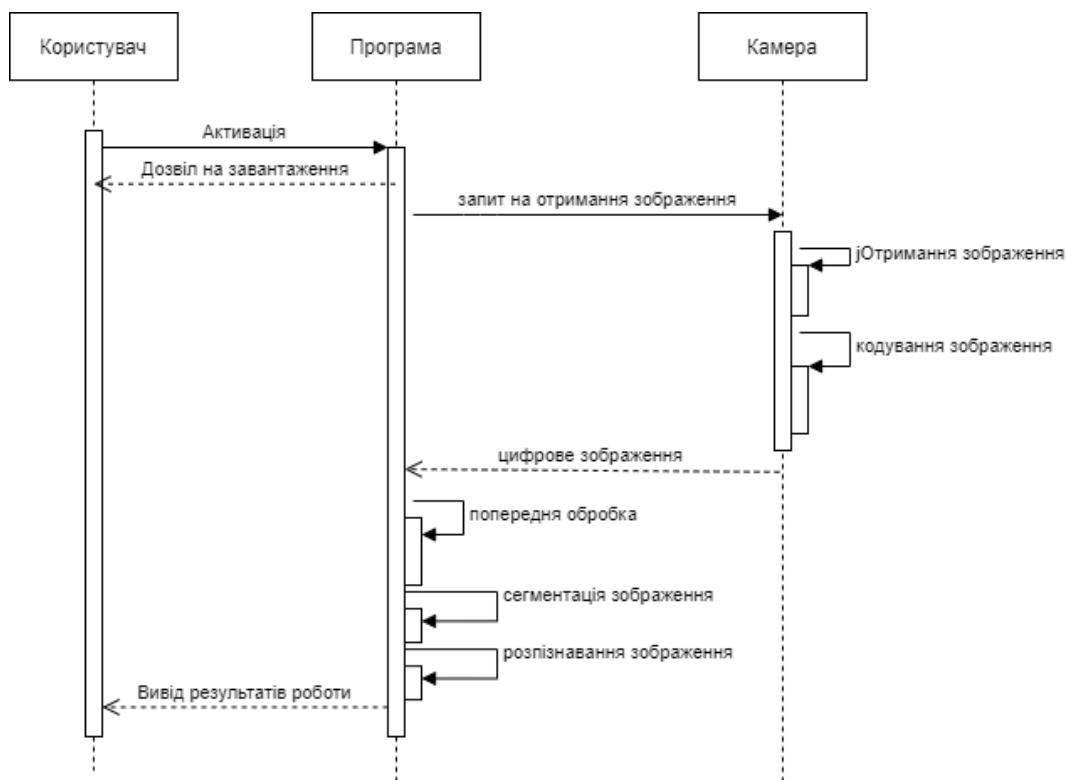 Користувач
Програма
Камера
Активація
Дозвіл на завантаження
запит на отримання зображення
jОтримання зображення
кодування зображення
цифрове зображення
попередня обробка
сегментація зображення
розпізнавання зображення
Вивід результатів роботи